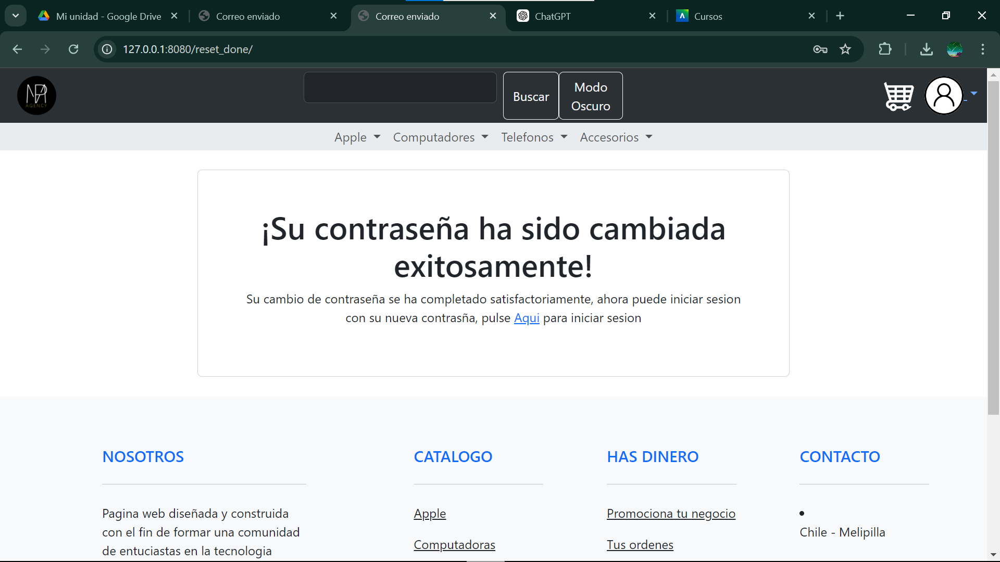 Mi unidad - Google Drive
Correo enviado
Correo enviado
ChatGPT
Cursos
127.0.0.1:8080/reset_done/
AGENCY
Buscar
Modo
Oscuro
Apple
Computadores
Telefonos
Accesorios
¡Su contraseña ha sido cambiada
exitosamente!
Su cambio de contraseña se ha completado satisfactoriamente, ahora puede iniciar sesion
con su nueva contrasña, pulse Aqui para iniciar sesion
NOSOTROS
Pagina web diseñada y construida
con el fin de formar una comunidad
de entuciastas en la tecnologia
CATALOGO
Apple
Computadoras
HAS DINERO
Promociona tu negocio
Tus ordenes
CONTACTO
Chile - Melipilla